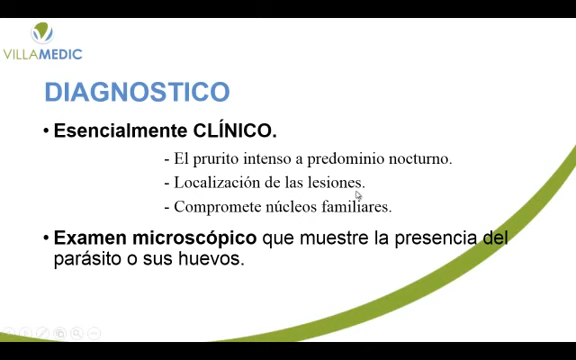 VILLAMEDIC
DIAGNOSTICO
• Esencialmente CLÍNICO.
- El prurito intenso a predominio nocturno.
- Localización de las lesiones.
- Compromete núcleos familiares.
• Examen microscópico que muestre la presencia del
parásito o sus huevos.